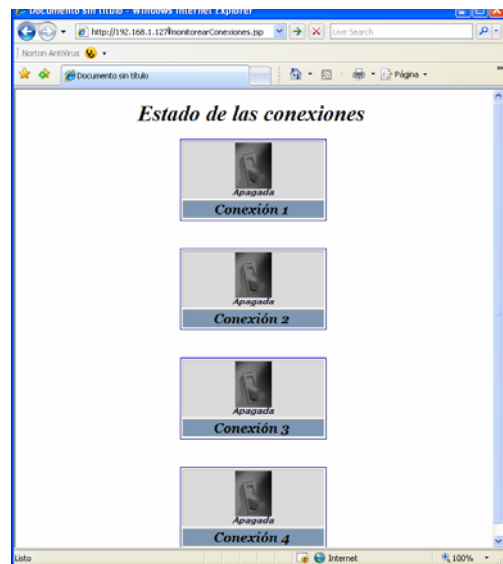 Documento sin título - Windows Internet Explorer
http://192.168.1.127/monitorearConexiones.jsp
Live Search
Norton AntiVirus
Documento sin título
Página
Estado de las conexiones
Apagada
Conexión 1
Apagada
Conexión 2
Apagada
Conexión 3
Apagada
Conexión 4
Listo
Internet
100%